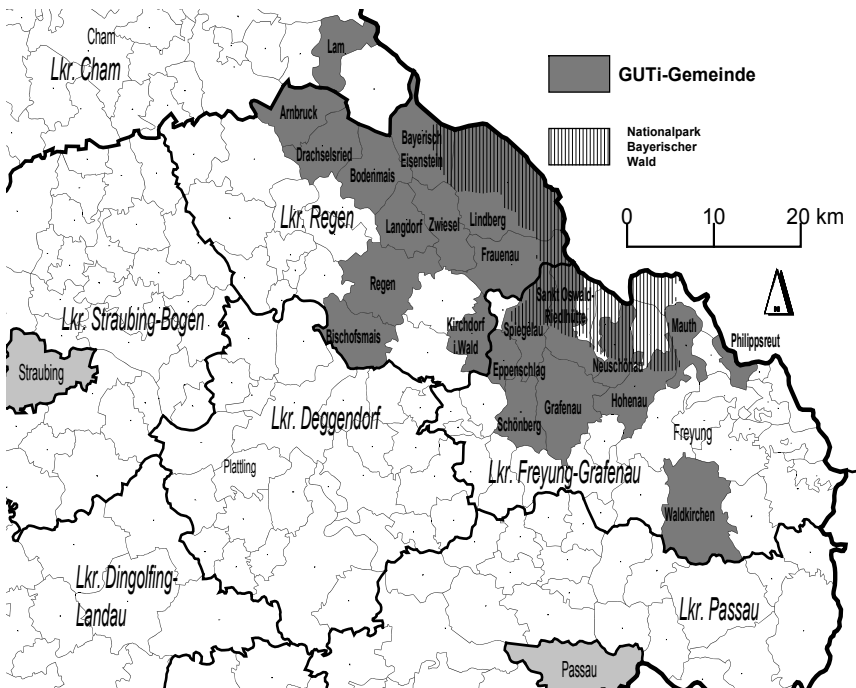 Cham
Lkr. Cham
Lam
GUTi-Gemeinde
Nationalpark
Bayerischer
Wald
0 10 20 km
N
Arnbruck
Drachselsried
Bodenmais
Bayerisch
Eisenstein
Lkr. Regen
Langdorf
Zwiesel
Lindberg
Frauenau
Regen
Bischofsmais
Kirchdorf
i.Wald
Spiegelau
Sankt Oswald-
Riedlhütte
Mauth
Philippsreut
Neuschönau
Eppenschlag
Hohenau
Grafenau
Schönberg
Freyung
Lkr. Straubing-Bogen
Straubing
Lkr. Deggendorf
Plattling
Lkr. Freyung-Grafenau
Waldkirchen
Lkr. Dingolfing-
Landau
Lkr. Passau
Passau